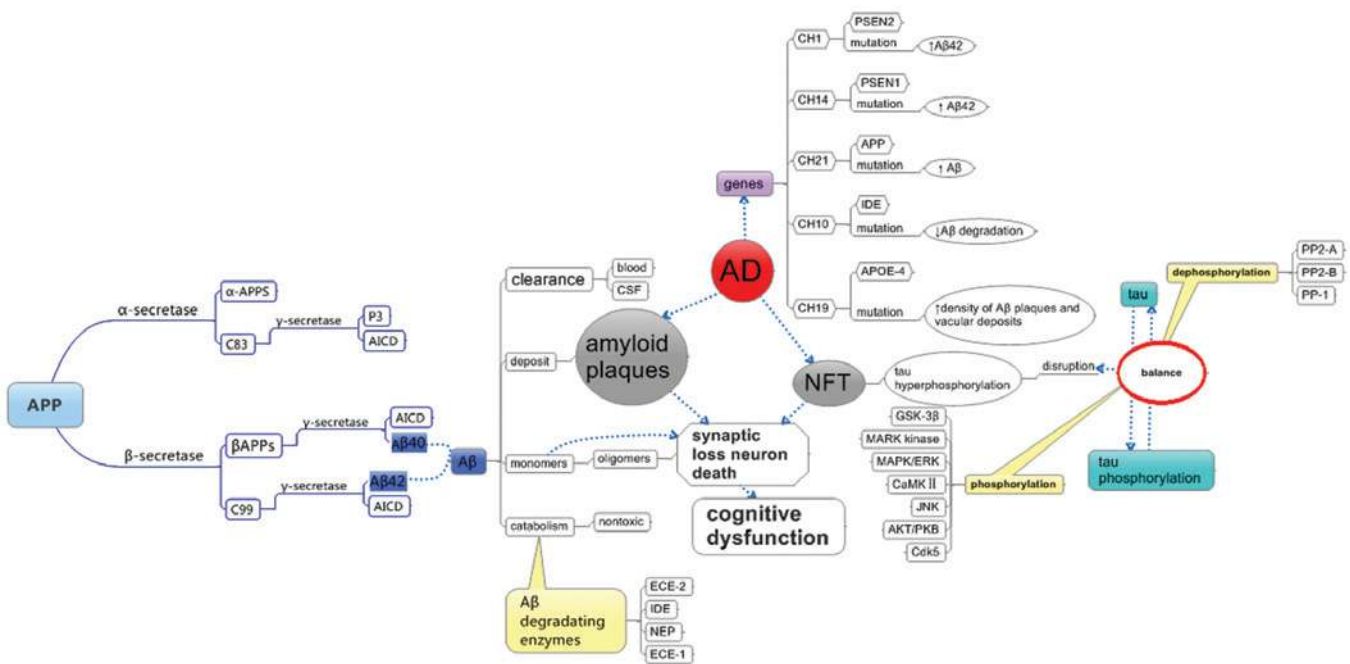 APP
α-secretase
α-APPS
C83
γ-secretase
P3
AICD
β-secretase
βAPPs
γ-secretase
AICD
Aβ40
C99
γ-secretase
Aβ42
AICD
Aβ
clearance
blood
CSF
deposit
amyloid
plaques
monomers
oligomers
catabolism
nontoxic
Aβ
degrading
enzymes
ECE-2
IDE
NEP
ECE-1
AD
genes
CH1
PSEN2
mutation
↑Aβ42
CH14
PSEN1
mutation
↑ Aβ42
CH21
APP
mutation
↑ Aβ
CH10
IDE
mutation
↓Aβ degradation
CH19
APOE-4
mutation
↑density of Aβ plaques and
vacular deposits
NFT
tau
hyperphosphorylation
disruption
balance
synaptic
loss neuron
death
cognitive
dysfunction
dephosphorylation
PP2-A
PP2-B
PP-1
tau
tau
phosphorylation
phosphorylation
GSK-3β
MARK kinase
MAPK/ERK
CaMK II
JNK
AKT/PKB
Cdk5